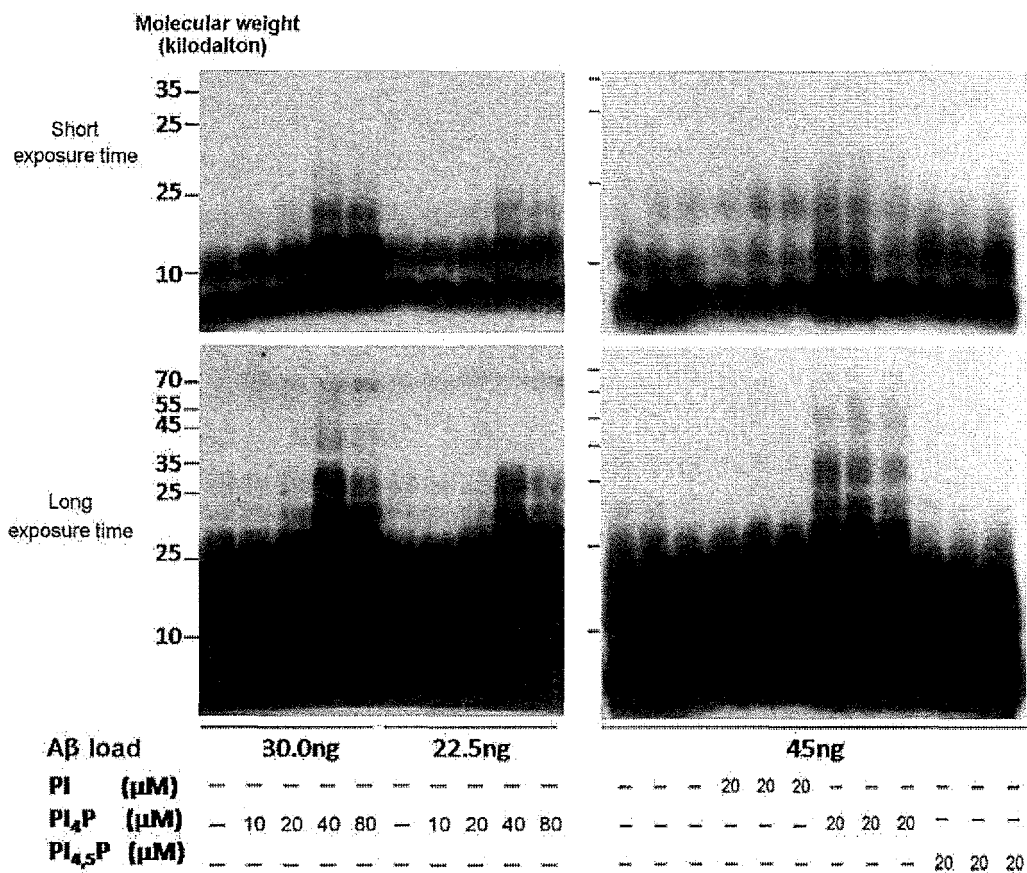 Molecular weight
(kilodalton)
35
25
Short
exposure time
25
10
70
55
45
35
25
Long
exposure time
25
10
Aβ load 30.0ng 22.5ng 45ng
PI (μM) – – – – – – – – – – – – – 20 20 20 – – – – – –
PI4P (μM) – 10 20 40 80 – 10 20 40 80 – – – – – – 20 20 20 – – –
PI4,5P (μM) – – – – – – – – – – – – – – – – – – – 20 20 20